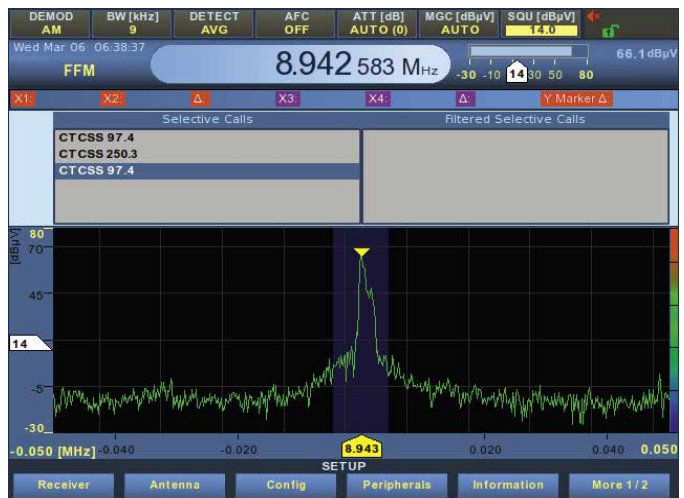 DEMOD BW [kHz] DETECT AFC ATT [dB] MGC [dBµV] SQU [dBµV]
AM 9 AVG OFF AUTO (0) AUTO 14.0
Wed Mar 06 06:38:37
FFM
8.942 583 MHz
66.1 dBµV
-30 -10 14 30 50 80
X1: X2: Δ: X3: X4: Δ: Y Marker Δ:
Selective Calls Filtered Selective Calls
CTCSS 97.4
CTCSS 250.3
CTCSS 97.4
[dBµV]
80
70
45
14
-5
-30
-0.050 [MHz] -0.040 -0.020 8.943 0.020 0.040 0.050
SETUP
Receiver Antenna Config Peripherals Information More 1 / 2